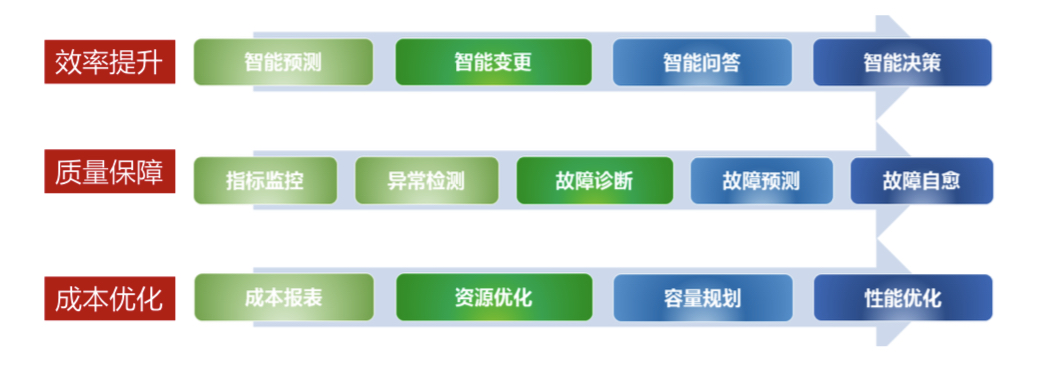 效率提升 智能预测 智能变更 智能问答 智能决策
质量保障 指标监控 异常检测 故障诊断 故障预测 故障自愈
成本优化 成本报表 资源优化 容量规划 性能优化